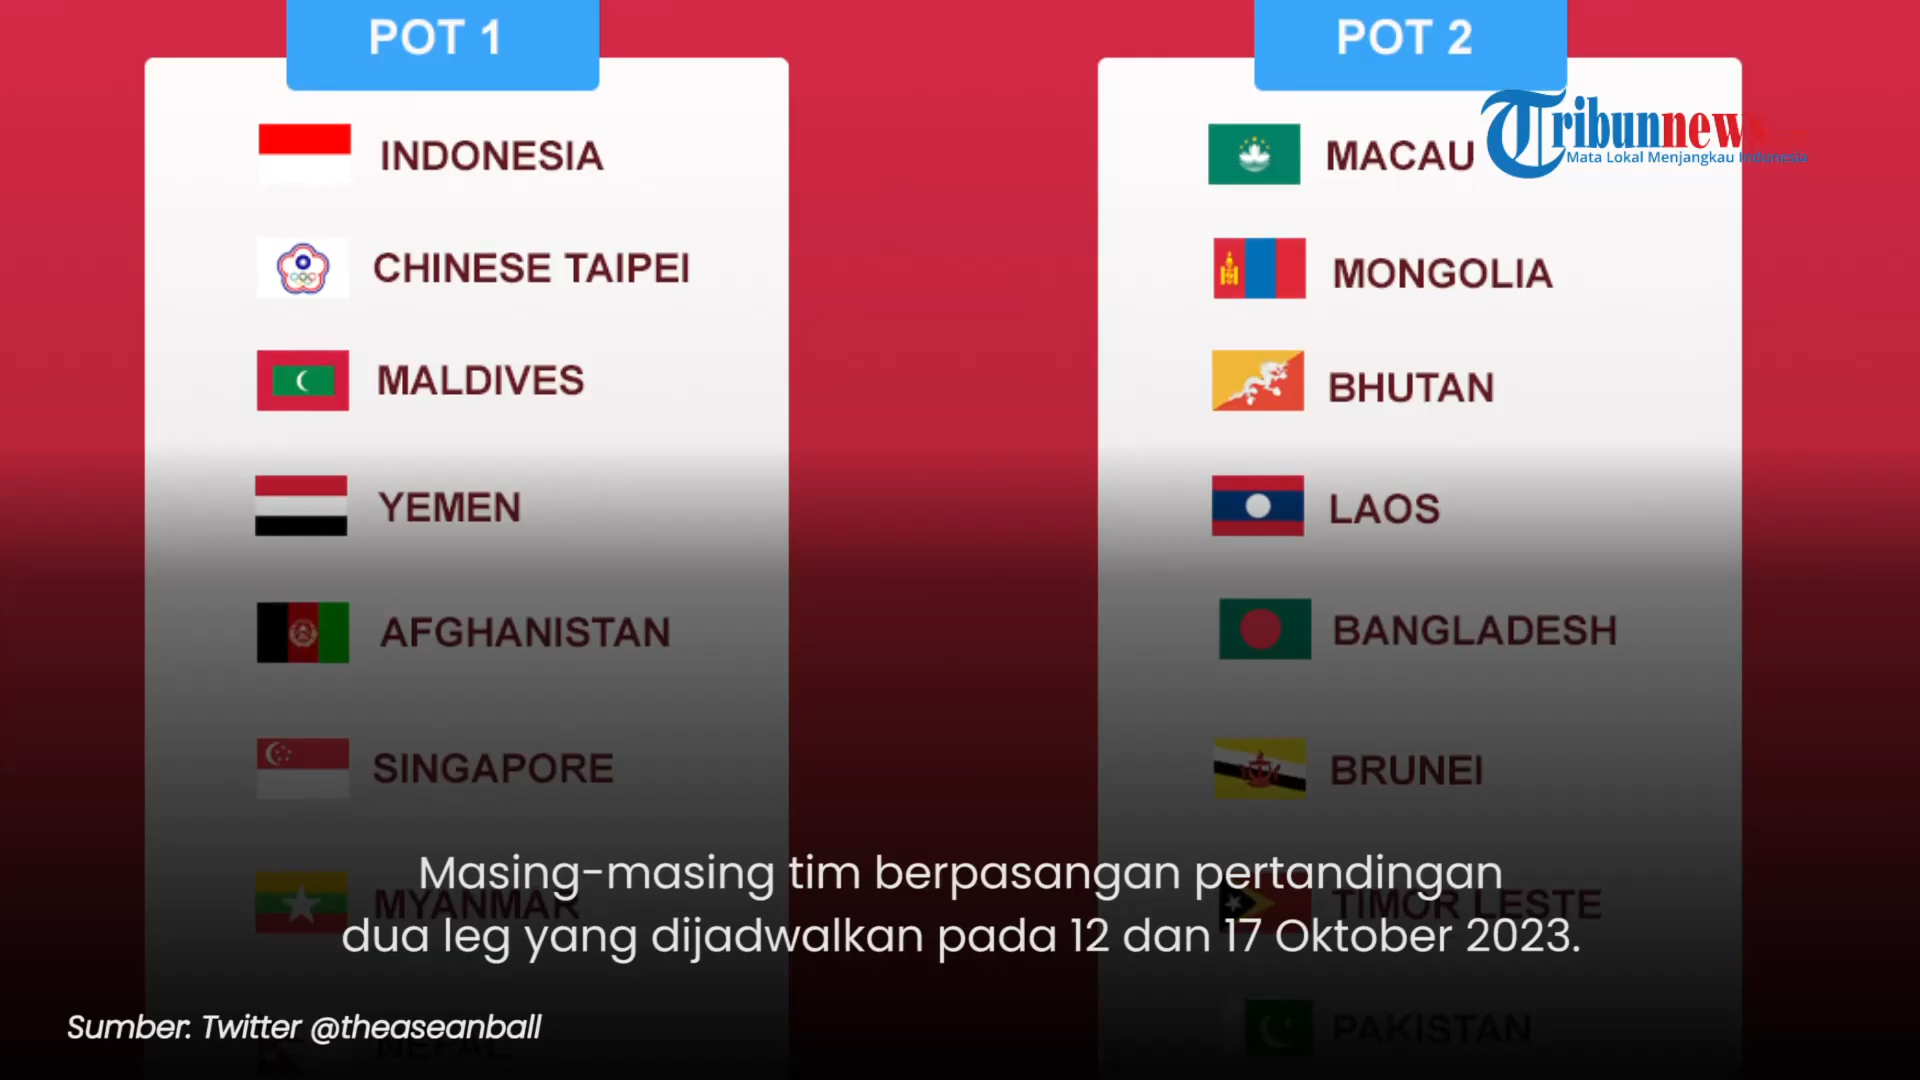 POT 1
INDONESIA
CHINESE TAIPEI
MALDIVES
YEMEN
AFGHANISTAN
SINGAPORE
MYANMAR
NEPAL
POT 2
MACAU
MONGOLIA
BHUTAN
LAOS
BANGLADESH
BRUNEI
TIMOR LESTE
PAKISTAN
Tribunnews
Mata Lokal Menjangkau Indonesia
Masing-masing tim berpasangan pertandingan
dua leg yang dijadwalkan pada 12 dan 17 Oktober 2023.
Sumber: Twitter @theaseanball